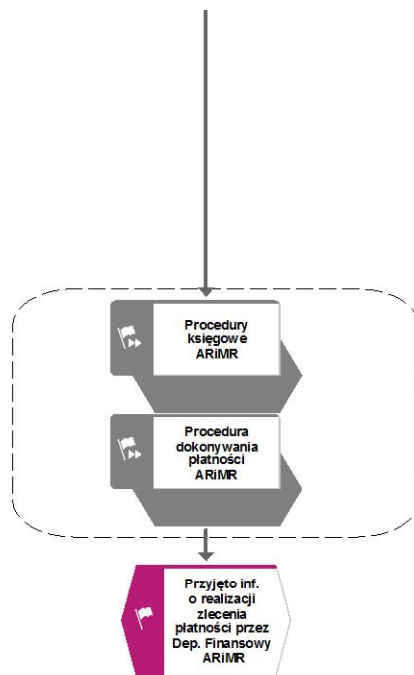 Procedury
księgowe
ARiMR
Procedura
dokonywania
płatności
ARiMR
Przyjęto inf.
o realizacji
zlecenia
płatności przez
Dep. Finansowy
ARiMR